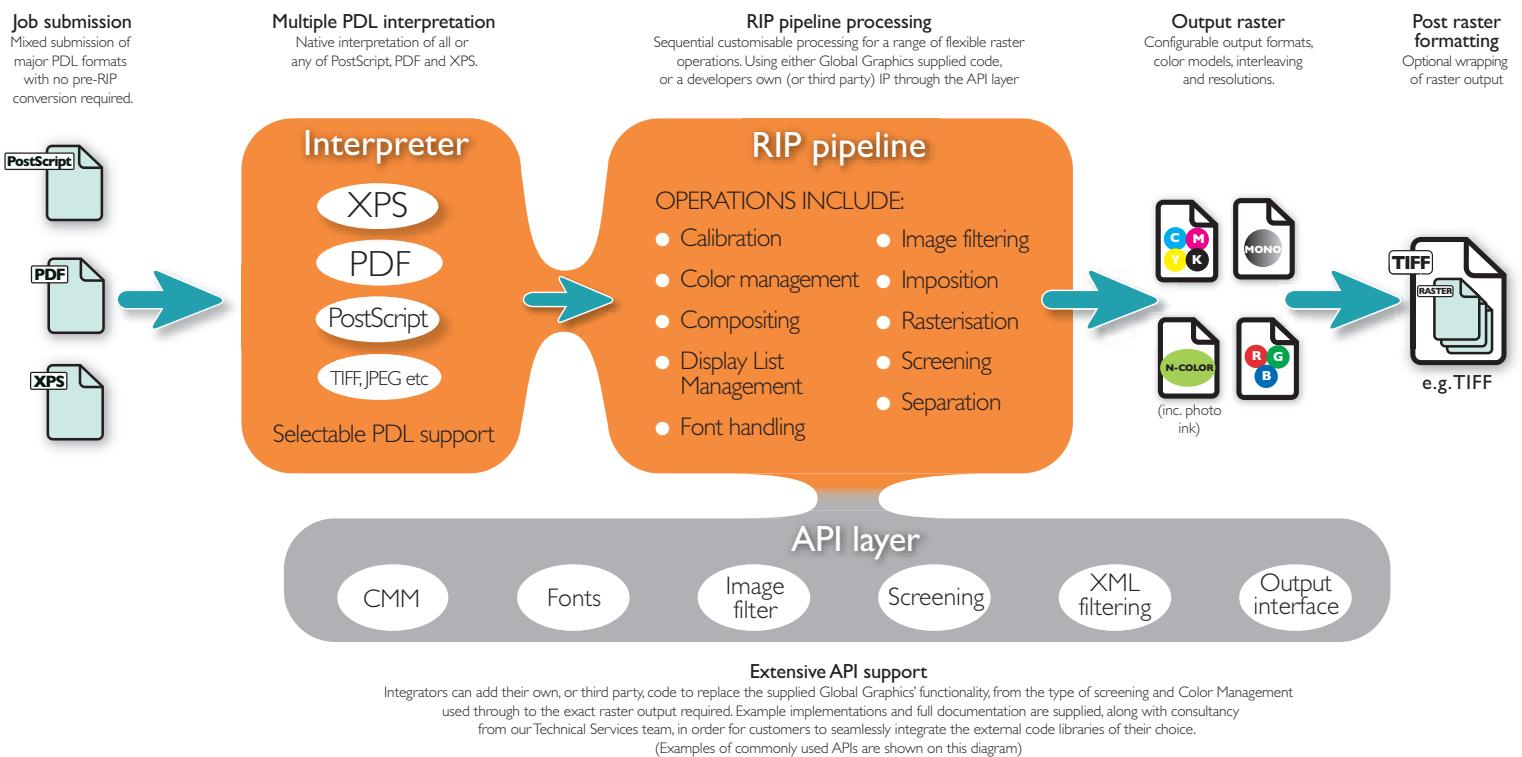 Job submission
Mixed submission of
major PDL formats
with no pre-RIP
conversion required.
Multiple PDL interpretation
Native interpretation of all or
any of PostScript, PDF and XPS.
RIP pipeline processing
Sequential customisable processing for a range of flexible raster
operations. Using either Global Graphics supplied code,
or a developers own (or third party) IP through the API layer
Output raster
Configurable output formats,
color models, interleaving
and resolutions.
Post raster
formatting
Optional wrapping
of raster output
PostScript
PDF
XPS
Interpreter
XPS
PDF
PostScript
TIFF, JPEG etc
Selectable PDL support
RIP pipeline
OPERATIONS INCLUDE:
Calibration
Color management
Compositing
Display List
Management
Font handling
Image filtering
Imposition
Rasterisation
Screening
Separation
C M
Y K
MONO
N-COLOR
(inc. photo
ink)
R G
B
TIFF
RASTER
e.g. TIFF
API layer
CMM
Fonts
Image
filter
Screening
XML
filtering
Output
interface
Extensive API support
Integrators can add their own, or third party, code to replace the supplied Global Graphics' functionality, from the type of screening and Color Management
used through to the exact raster output required. Example implementations and full documentation are supplied, along with consultancy
from our Technical Services team, in order for customers to seamlessly integrate the external code libraries of their choice.
(Examples of commonly used APIs are shown on this diagram)